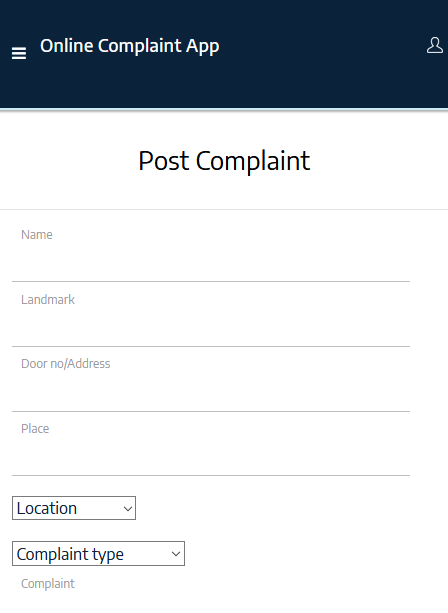 Online Complaint App
Post Complaint
Name
Landmark
Door no/Address
Place
Location
Complaint type
Complaint